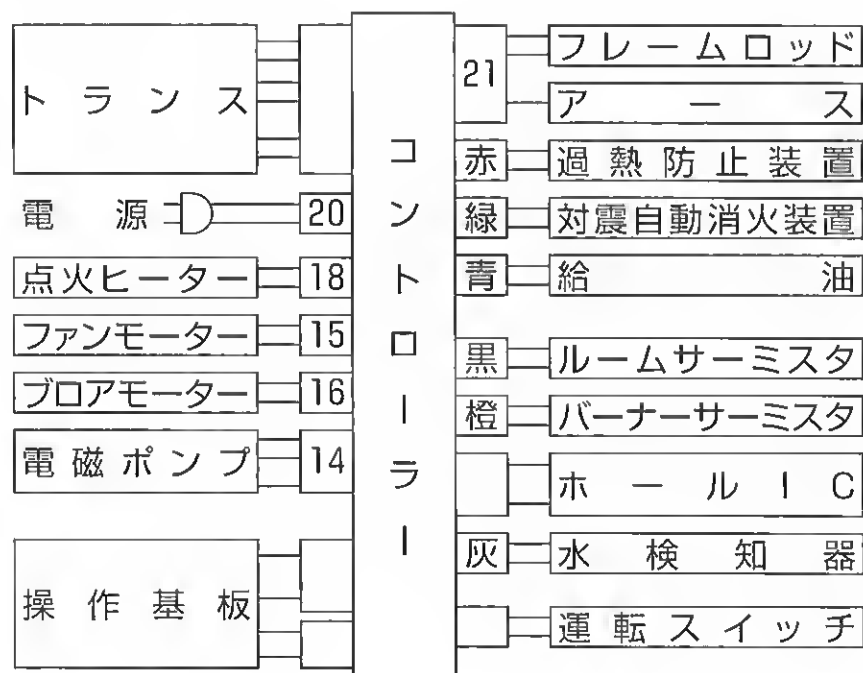 トランス
電源 20
点火ヒーター 18
ファンモーター 15
ブロアモーター 16
電磁ポンプ 14
操作基板
コントローラー
21 フレームロッド
アース
赤 過熱防止装置
緑 対震自動消火装置
青 給油
黒 ルームサーミスタ
橙 バーナーサーミスタ
ホールIC
灰 水検知器
運転スイッチ